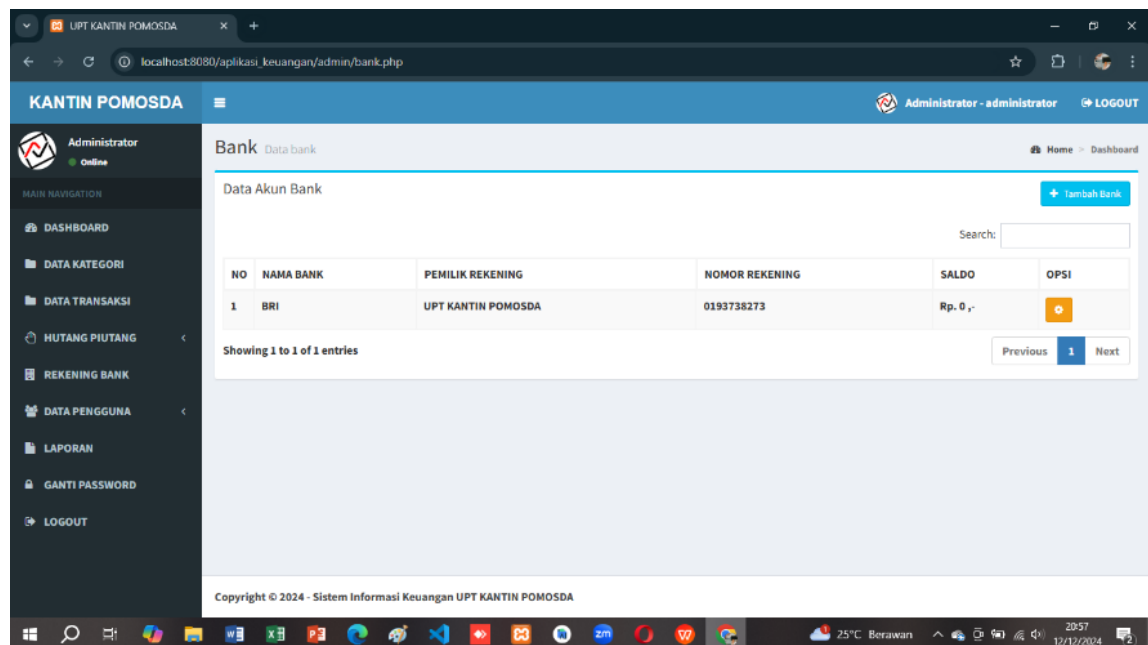 UPT KANTIN POMOSDA
localhost:8080/aplikasi_keuangan/admin/bank.php
KANTIN POMOSDA
Administrator - administrator
LOGOUT
Administrator
Online
MAIN NAVIGATION
DASHBOARD
DATA KATEGORI
DATA TRANSAKSI
HUTANG PIUTANG
REKENING BANK
DATA PENGGUNA
LAPORAN
GANTI PASSWORD
LOGOUT
Bank Data bank
Home > Dashboard
Data Akun Bank
+ Tambah Bank
Search:
NO NAMA BANK PEMILIK REKENING NOMOR REKENING SALDO OPSI
1 BRI UPT KANTIN POMOSDA 0193738273 Rp. 0 ,-
Showing 1 to 1 of 1 entries
Previous 1 Next
Copyright © 2024 - Sistem Informasi Keuangan UPT KANTIN POMOSDA
zm
25°C Berawan
20:57
12/12/2024
2